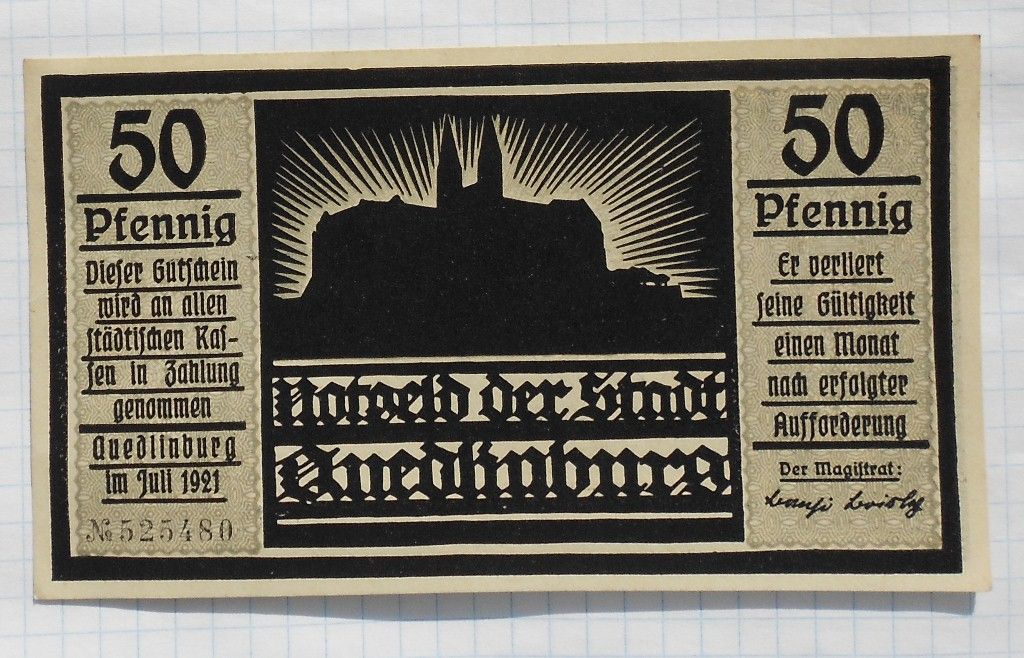 50
Pfennig
Dieser Gutschein
wird an allen
städtischen Kas-
sen in Zahlung
genommen
Quedlinburg
im Juli 1921
№ 525480
Notgeld der Stadt
Quedlinburg
50
Pfennig
Er verliert
seine Gültigkeit
einen Monat
nach erfolgter
Aufforderung
Der Magistrat: